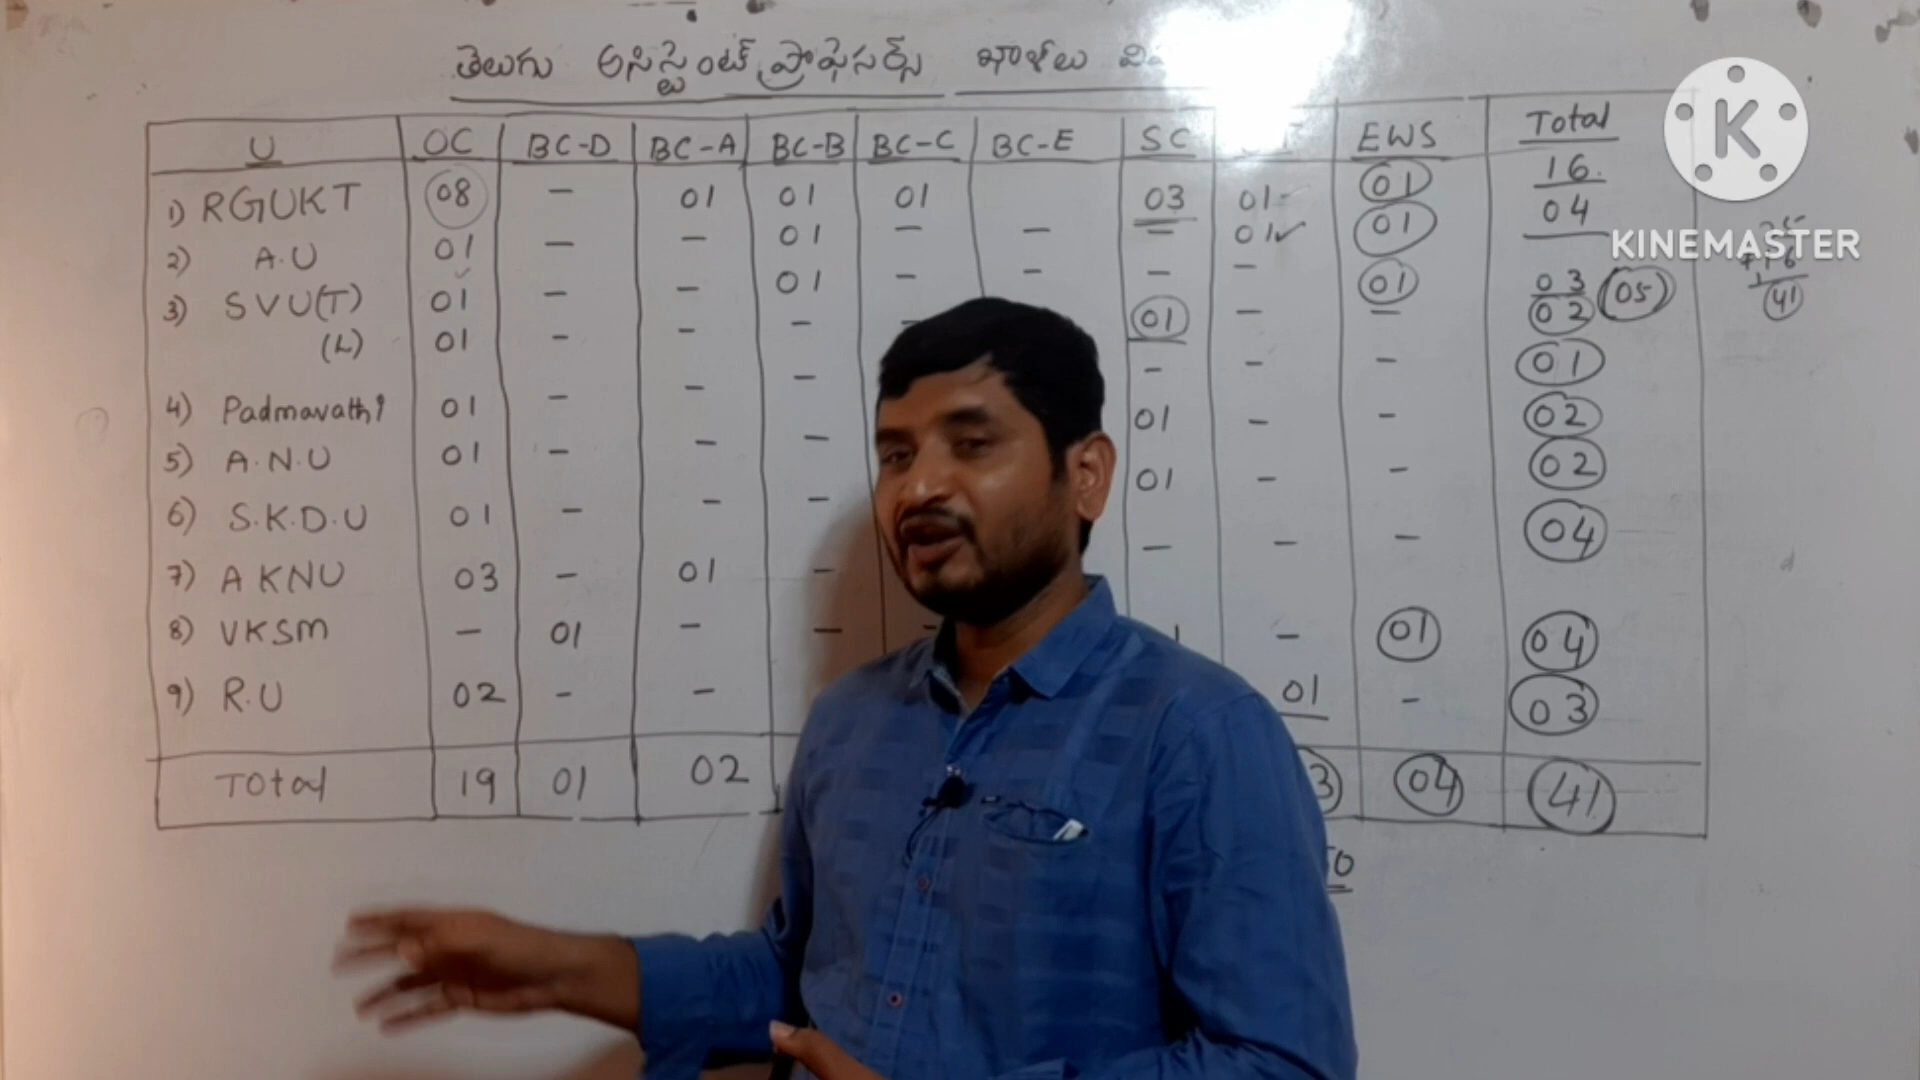 తెలుగు అసిస్టెంట్ ప్రొఫెసర్స్ ఖాళీలు
U OC BC-D BC-A BC-B BC-C BC-E SC EWS Total
1) RGUKT 08 - 01 01 01 03 01 01 16.
2) A.U 01 - - 01 - - - 01✓ 01 04
3) SVU(T) 01 - - 01 - - - - 01 03 (05)
(L) 01 - - - - 01 - - 02
4) Padmavathi 01 - - - - - - 01
5) A.N.U 01 - - - 01 - - 02
6) S.K.D.U 01 - - - 01 - - 02
7) AKNU 03 - 01 - - - - 04
8) VKSM - 01 - - - - 01 04
9) R.U 02 - - 01 - 03
Total 19 01 02 3 04 41
41
K
KINEMASTER